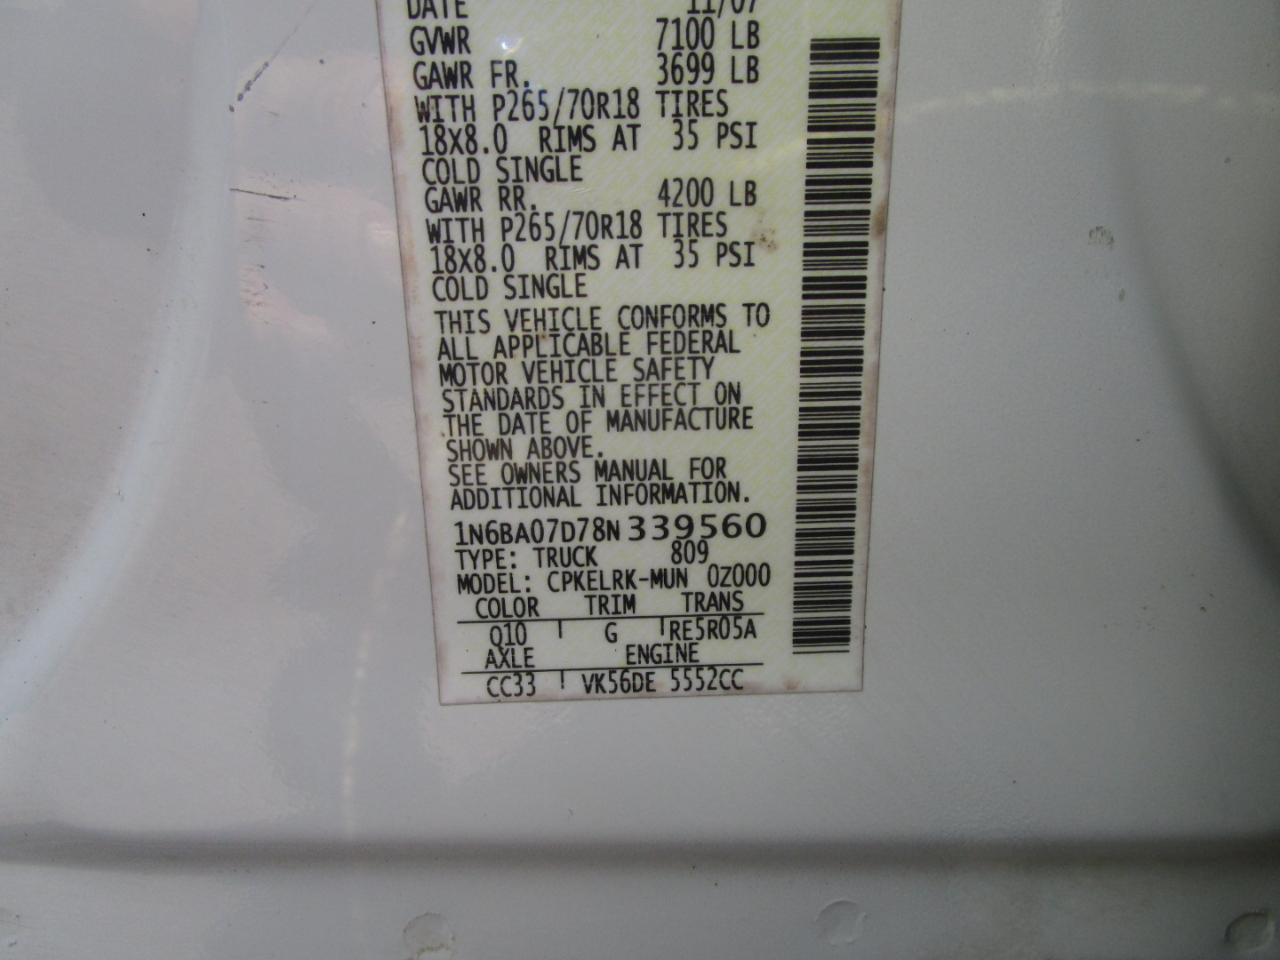 DATE 11/07
GVWR 7100 LB
GAWR FR. 3699 LB
WITH P265/70R18 TIRES
18X8.0 RIMS AT 35 PSI
COLD SINGLE
GAWR RR. 4200 LB
WITH P265/70R18 TIRES
18X8.0 RIMS AT 35 PSI
COLD SINGLE
THIS VEHICLE CONFORMS TO
ALL APPLICABLE FEDERAL
MOTOR VEHICLE SAFETY
STANDARDS IN EFFECT ON
THE DATE OF MANUFACTURE
SHOWN ABOVE.
SEE OWNERS MANUAL FOR
ADDITIONAL INFORMATION.
1N6BA07D78N339560
TYPE: TRUCK 809
MODEL: CPKELRK-MUN 0Z000
COLOR TRIM TRANS
Q10 G RE5R05A
AXLE ENGINE
CC33 VK56DE 5552CC